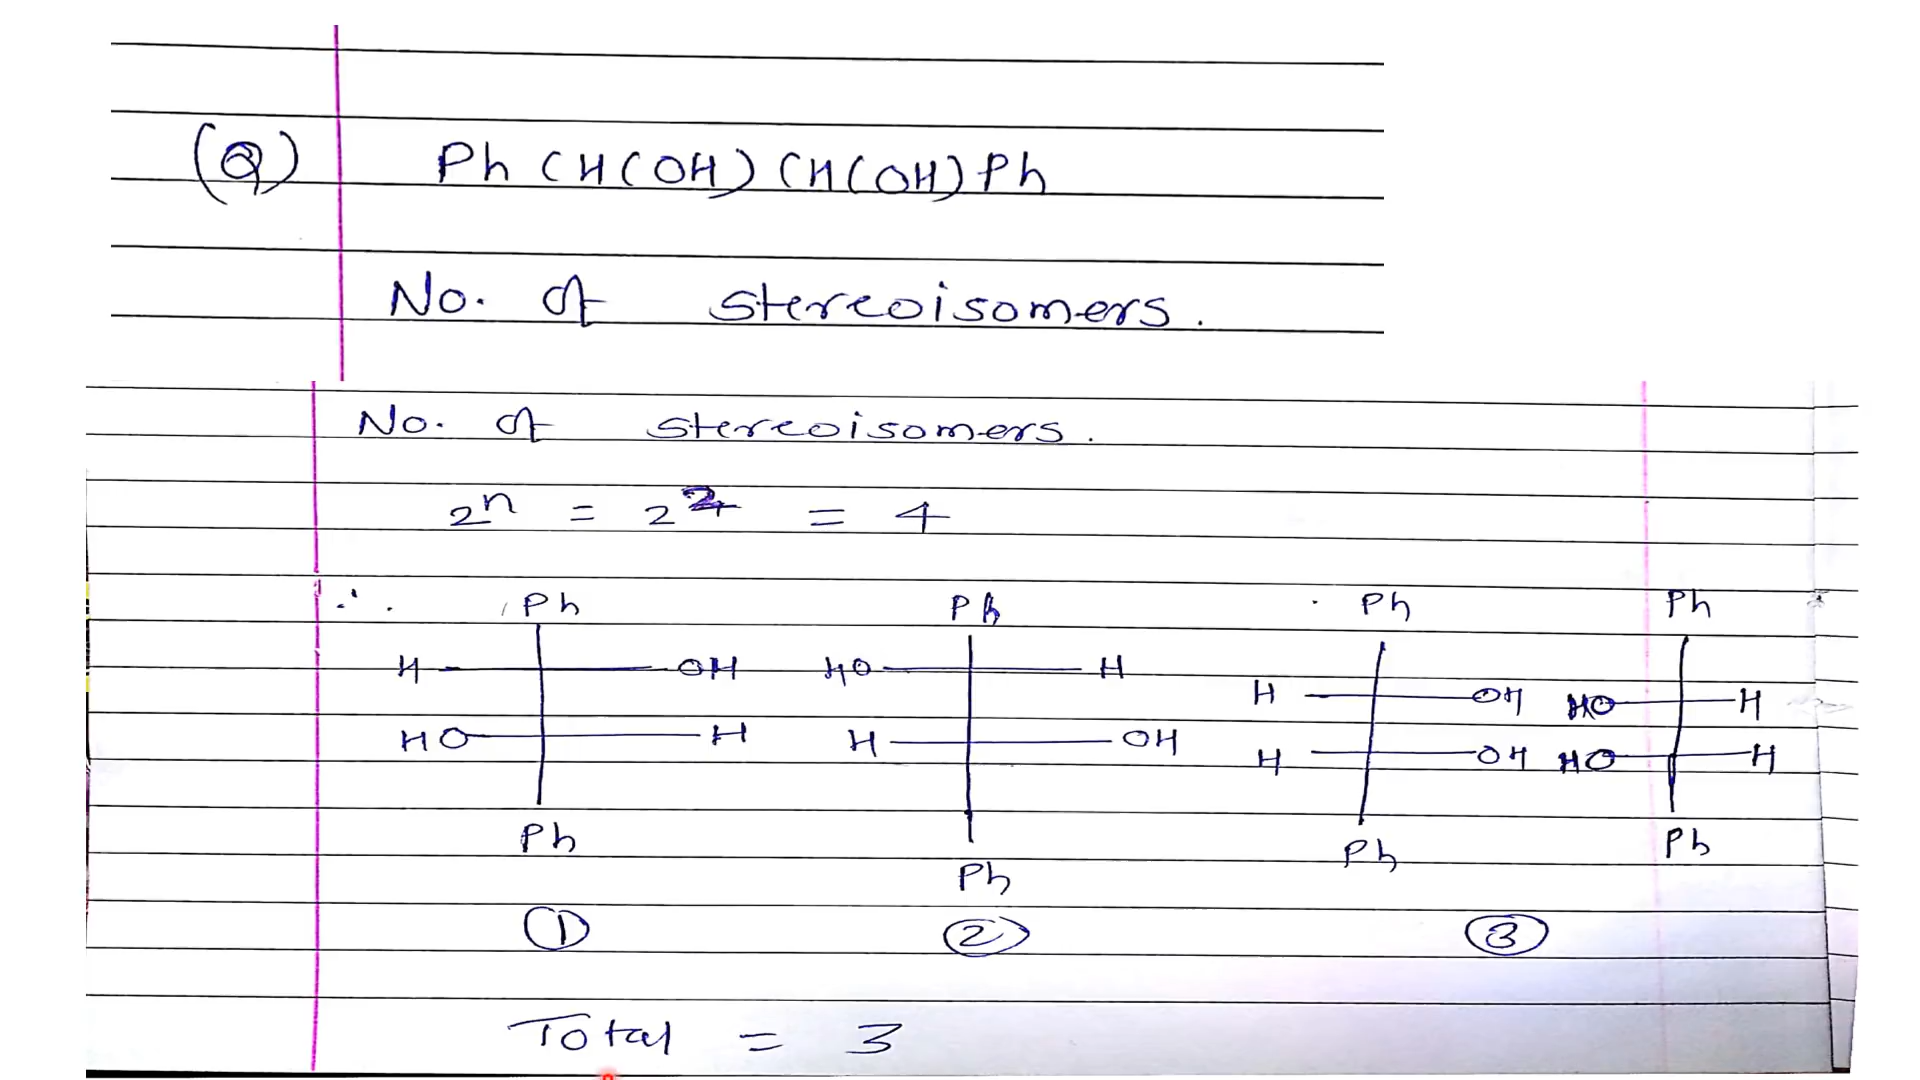 (Q) Ph CH(OH) CH(OH) Ph
No. of stereoisomers.
No. of stereoisomers.
2ⁿ = 2² = 4
∴ Ph Ph Ph Ph
H OH HO H H OH HO H
HO H H OH H OH HO H
Ph Ph Ph Ph
① ② ③
Total = 3